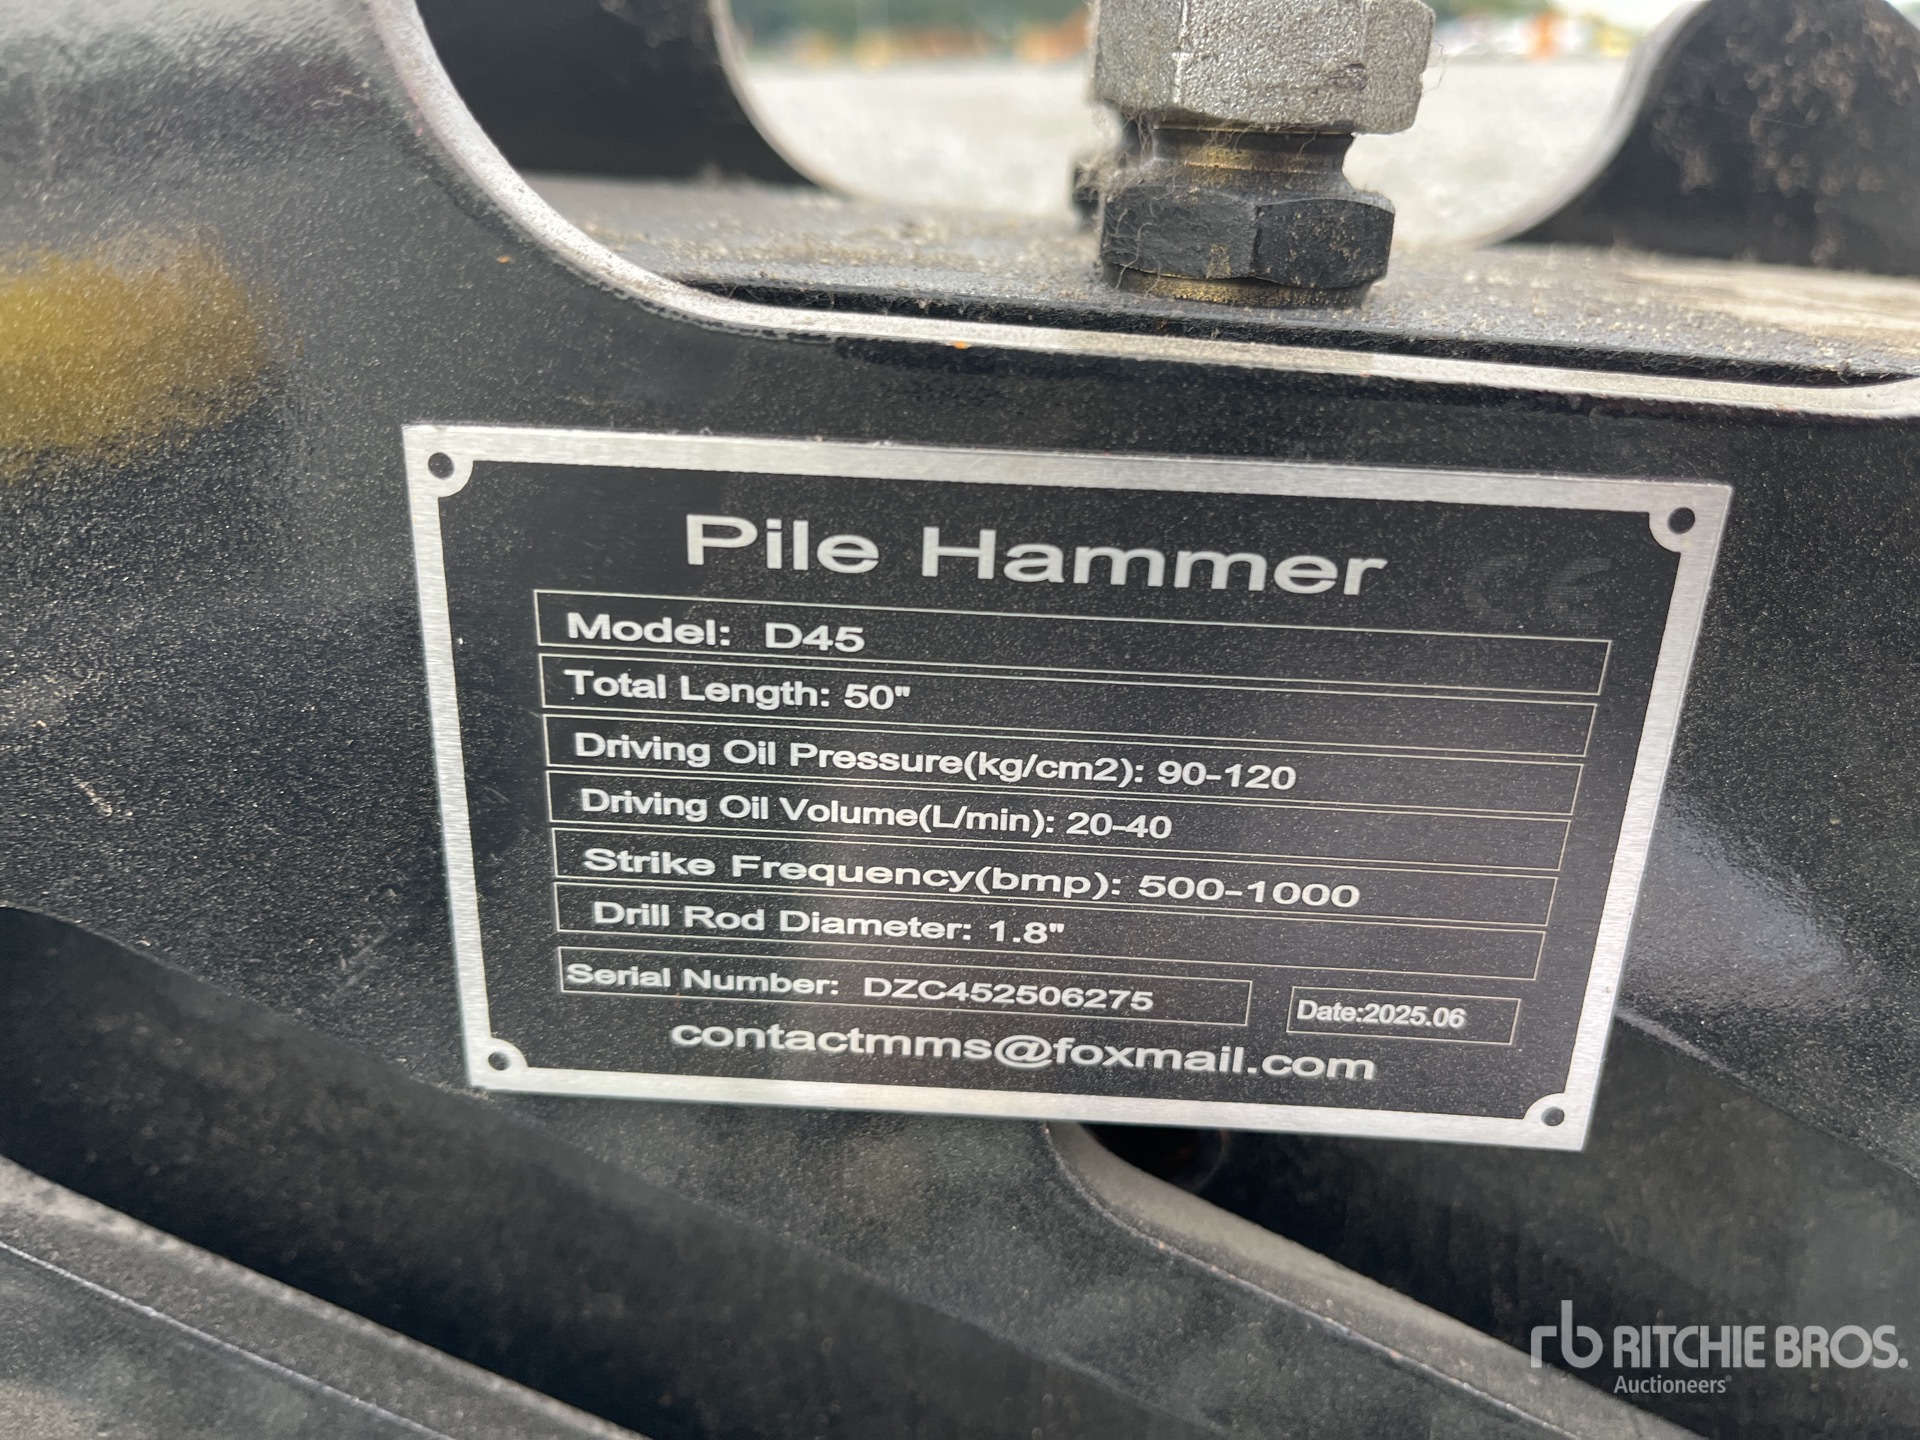 Pile Hammer CE
Model: D45
Total Length: 50"
Driving Oil Pressure(kg/cm2): 90-120
Driving Oil Volume(L/min): 20-40
Strike Frequency(bmp): 500-1000
Drill Rod Diameter: 1.8"
Serial Number: DZC452506275
Date:2025.06
contactmms@foxmail.com
rb RITCHIE BROS.
Auctioneers